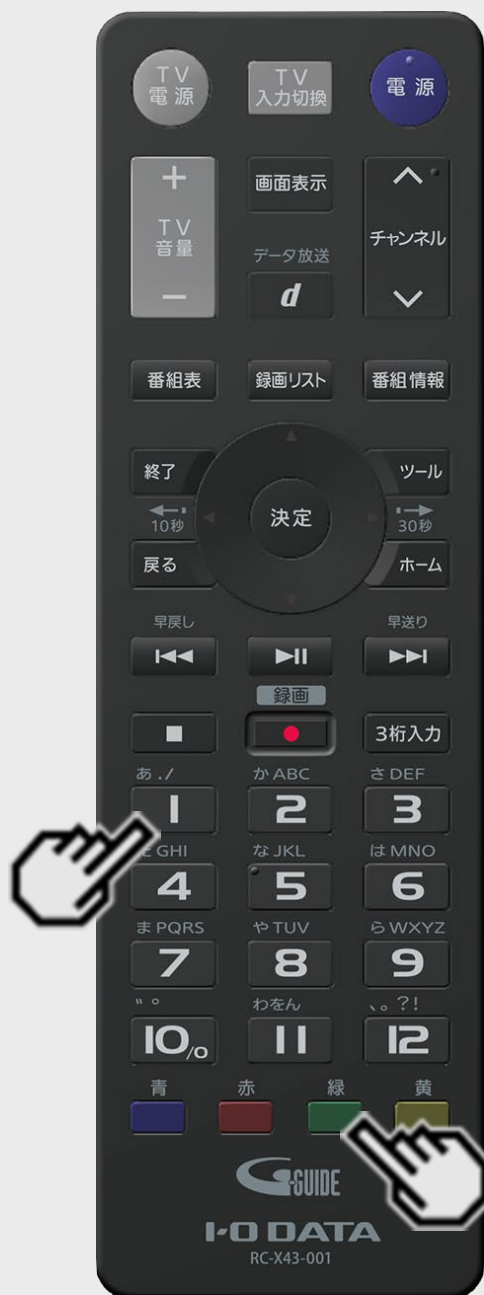 TV 電源
TV 入力切換
電源
+
TV 音量
−
画面表示
データ放送
d
チャンネル
番組表 録画リスト 番組情報
終了 ツール
10秒 決定 30秒
戻る ホーム
早戻し 早送り
録画
3桁入力
あ ./ か ABC さ DEF
1 2 3
GHI な JKL は MNO
4 5 6
ま PQRS や TUV ら WXYZ
7 8 9
゛゜ わをん 、。?!
10/0 11 12
青 赤 緑 黄
G-GUIDE
I-O DATA
RC-X43-001